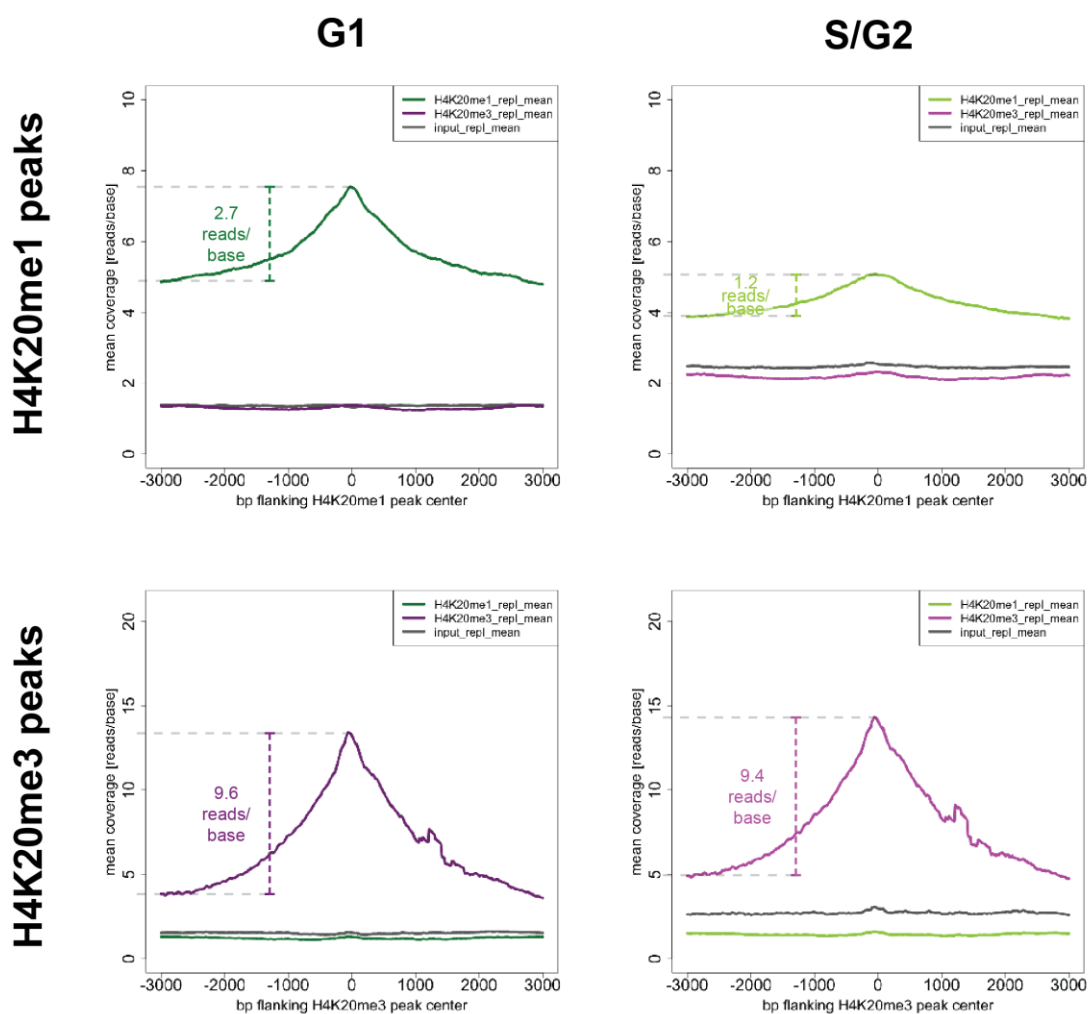 G1
S/G2
H4K20me1 peaks
10
8
6
4
2
0
mean coverage [reads/base]
H4K20me1_repl_mean
H4K20me3_repl_mean
input_repl_mean
2.7
reads/
base
-3000 -2000 -1000 0 1000 2000 3000
bp flanking H4K20me1 peak center
10
8
6
4
2
0
mean coverage [reads/base]
H4K20me1_repl_mean
H4K20me3_repl_mean
input_repl_mean
1.2
reads/
base
-3000 -2000 -1000 0 1000 2000 3000
bp flanking H4K20me1 peak center
H4K20me3 peaks
20
15
10
5
0
mean coverage [reads/base]
H4K20me1_repl_mean
H4K20me3_repl_mean
input_repl_mean
9.6
reads/
base
-3000 -2000 -1000 0 1000 2000 3000
bp flanking H4K20me3 peak center
20
15
10
5
0
mean coverage [reads/base]
H4K20me1_repl_mean
H4K20me3_repl_mean
input_repl_mean
9.4
reads/
base
-3000 -2000 -1000 0 1000 2000 3000
bp flanking H4K20me3 peak center